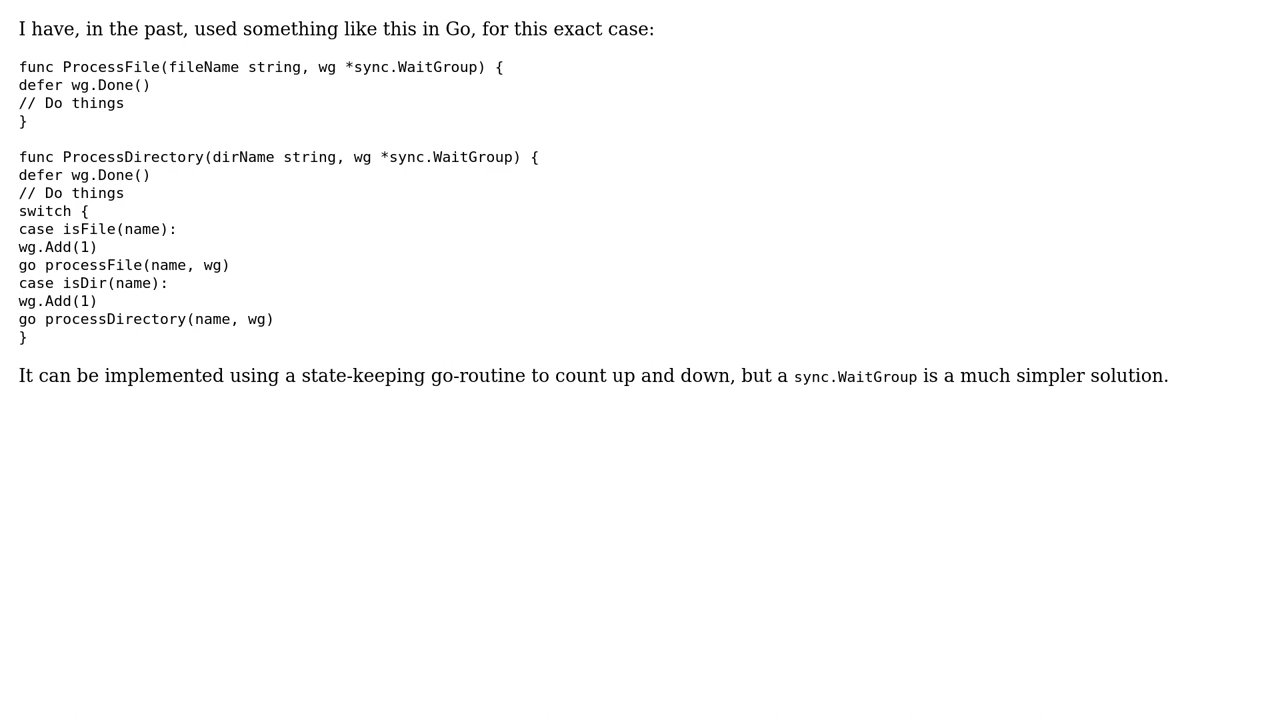 I have, in the past, used something like this in Go, for this exact case:
func ProcessFile(fileName string, wg *sync.WaitGroup) {
defer wg.Done()
// Do things
}
func ProcessDirectory(dirName string, wg *sync.WaitGroup) {
defer wg.Done()
// Do things
switch {
case isFile(name):
wg.Add(1)
go processFile(name, wg)
case isDir(name):
wg.Add(1)
go processDirectory(name, wg)
}
It can be implemented using a state-keeping go-routine to count up and down, but a sync.WaitGroup is a much simpler solution.